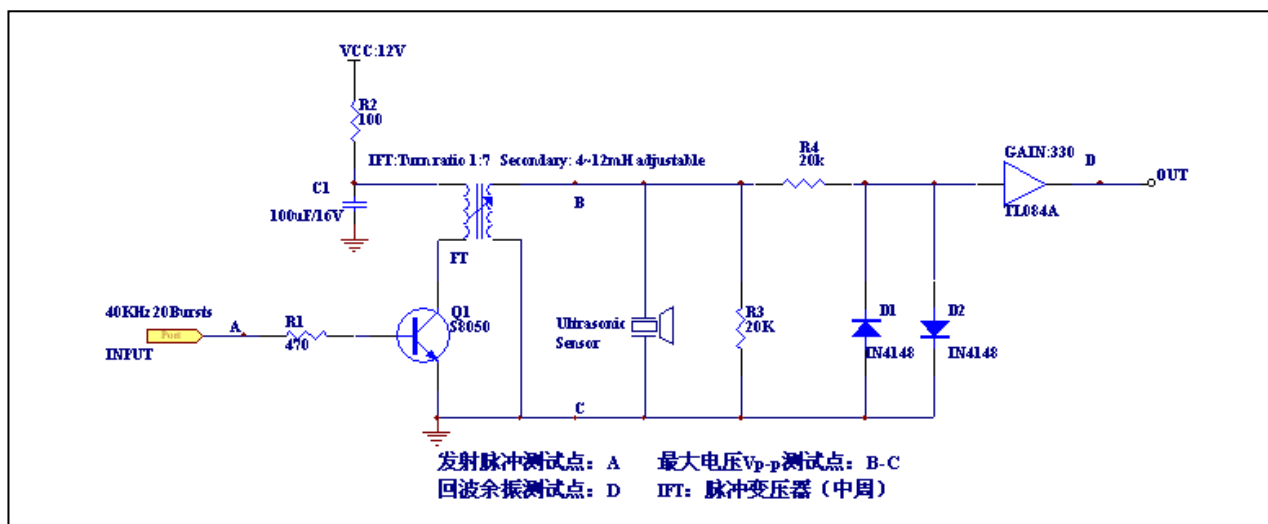 VCC:12V
R2
100
IFT:Turn ratio 1:7 Secondary: 4~12mH adjustable
R4
20k
GAIN:330
D
OUT
TL084A
C1
100uF/16V
B
FT
40KHz 20Bursts
A
R1
470
Port
INPUT
Q1
S8050
Ultrasonic
Sensor
R3
20K
D1
IN4148
D2
IN4148
C
发射脉冲测试点：A 最大电压Vp-p测试点：B-C
回波余振测试点：D IFT：脉冲变压器（中周）